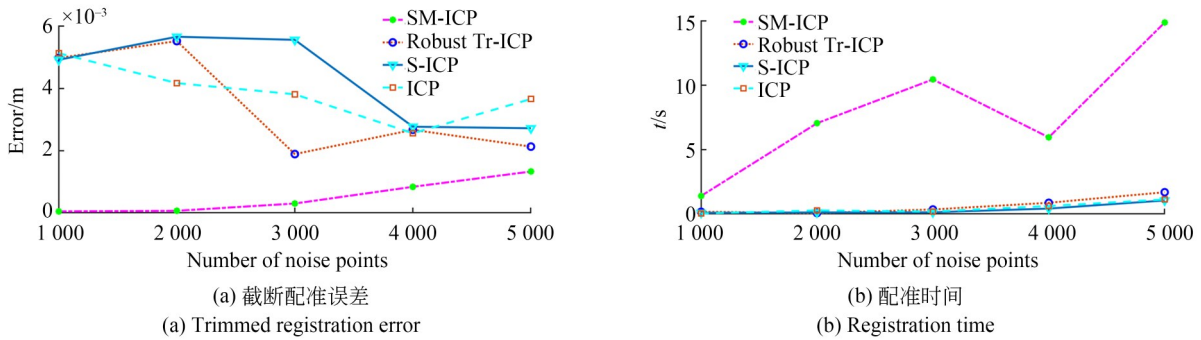 6 ×10⁻³
4
2
0
Error/m
SM-ICP
Robust Tr-ICP
S-ICP
ICP
1 000 2 000 3 000 4 000 5 000
Number of noise points
(a) 截断配准误差
(a) Trimmed registration error
15
10
5
0
t/s
SM-ICP
Robust Tr-ICP
S-ICP
ICP
1 000 2 000 3 000 4 000 5 000
Number of noise points
(b) 配准时间
(b) Registration time